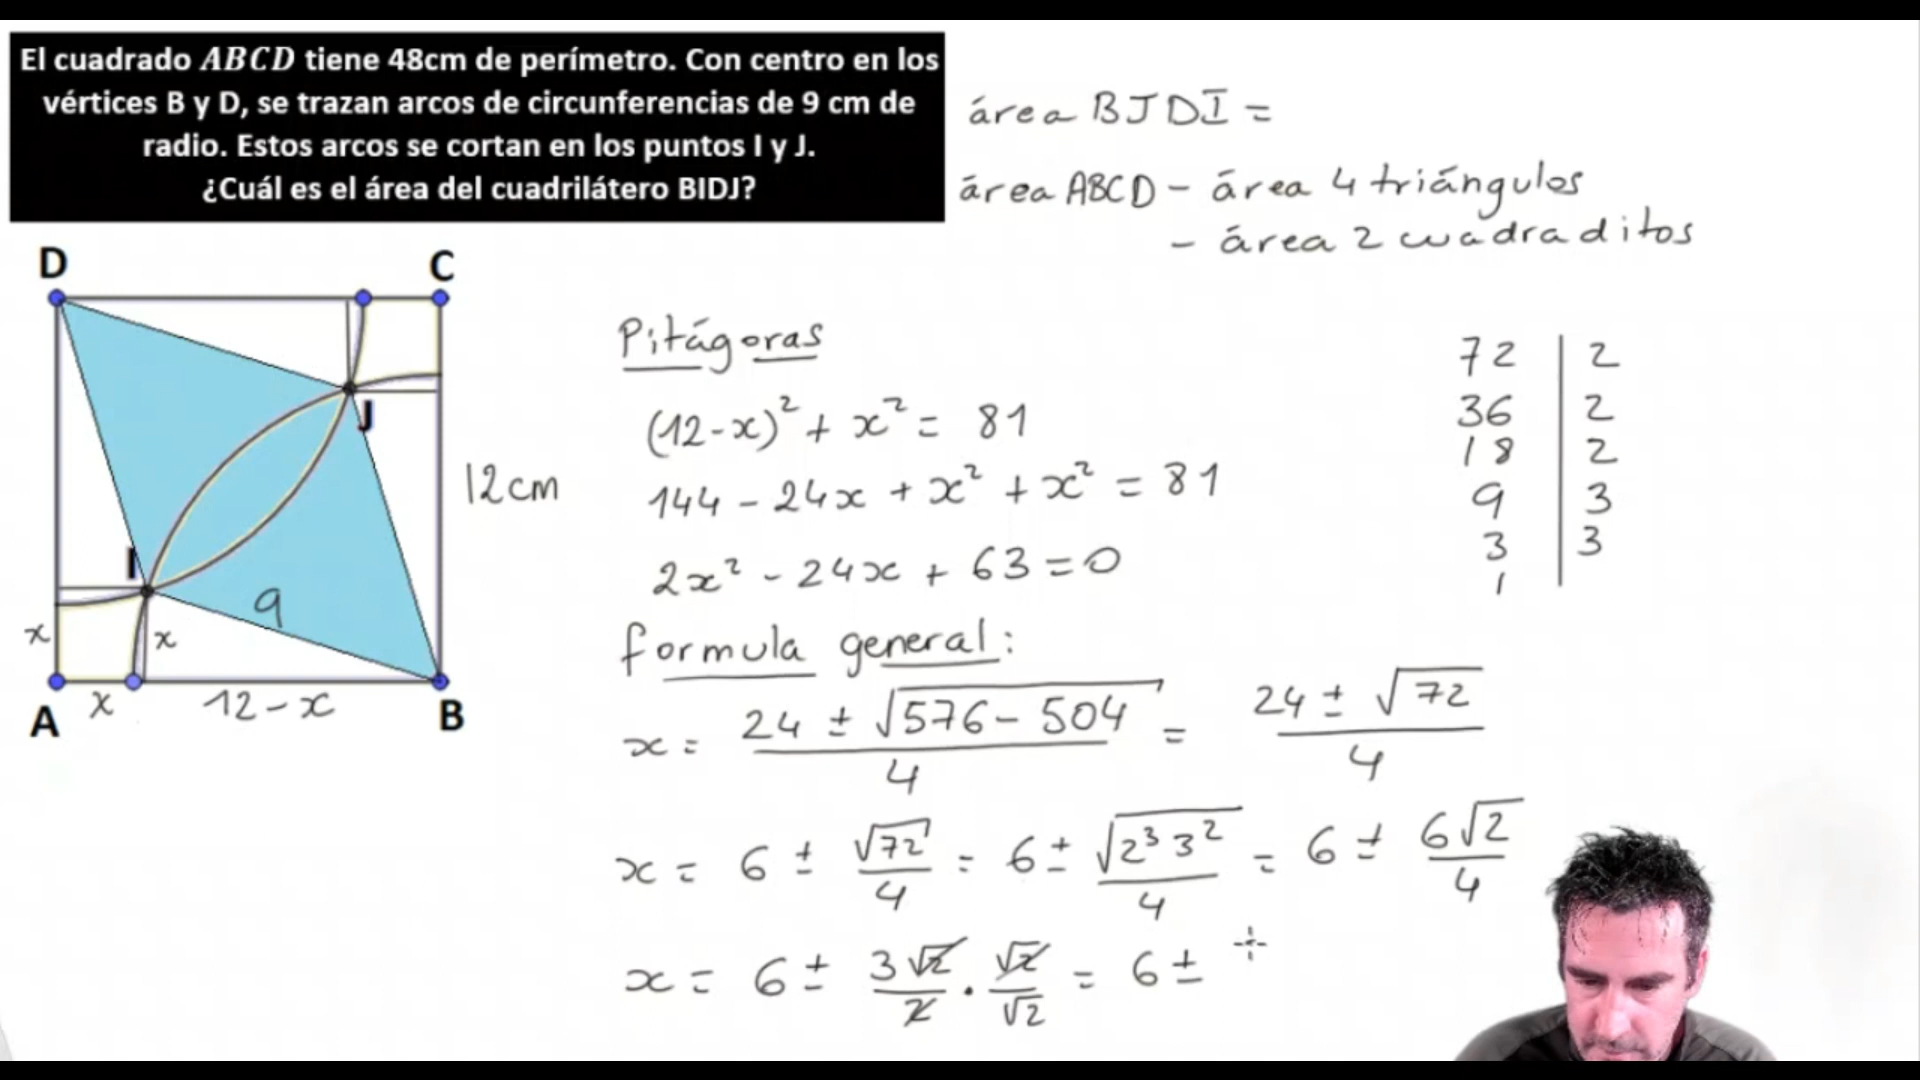 El cuadrado ABCD tiene 48cm de perímetro. Con centro en los
vértices B y D, se trazan arcos de circunferencias de 9 cm de
radio. Estos arcos se cortan en los puntos I y J.
¿Cuál es el área del cuadrilátero BIDJ?
área BJDI =
área ABCD - área 4 triángulos
- área 2 cuadraditos
D
C
J
I
12cm
9
x
x
A
x
12-x
B
Pitágoras
(12-x)² + x² = 81
144 - 24x + x² + x² = 81
2x² - 24x + 63 = 0
formula general:
x = 24 ± √576 - 504 / 4 = 24 ± √72 / 4
x = 6 ± √72 / 4 = 6 ± √2³ 3² / 4 = 6 ± 6√2 / 4
x = 6 ± 3√2 / 2 · √2 / √2 = 6 ±
72 | 2
36 | 2
18 | 2
9 | 3
3 | 3
1